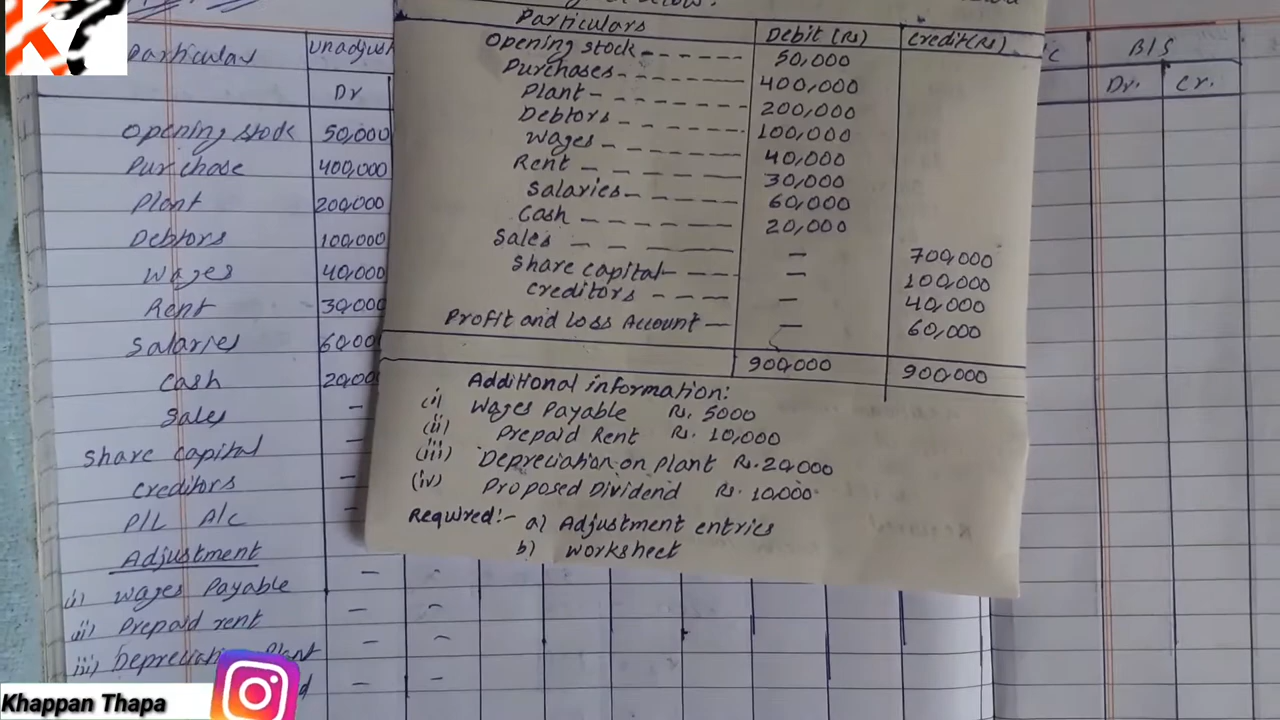 Particulars Debit (Rs) Credit (Rs)
Opening stock 50,000
Purchases 400,000
Plant 200,000
Debtors 100,000
Wages 40,000
Rent 30,000
Salaries 60,000
Cash 20,000
Sales — 700,000
Share capital — 100,000
Creditors — 40,000
Profit and Loss Account — 60,000
900,000 900,000
Additional information:
(i) Wages Payable Rs. 5000
(ii) Prepaid Rent Rs. 10,000
(iii) Depreciation on Plant Rs. 20,000
(iv) Proposed Dividend Rs. 10,000
Required:- a) Adjustment entries
b) Worksheet
Particulars Unadjust
Dr
Opening stock 50,000
Purchase 400,000
Plant 200,000
Debtors 100,000
Wages 40,000
Rent 30,000
Salaries 60,00
Cash 20,00
Sales –
Share capital –
Creditors –
P/L A/c –
Adjustment
i) Wages Payable – –
ii) Prepaid rent – –
iii) Plant – –
– –
B/S
Dr. Cr.
Khappan Thapa